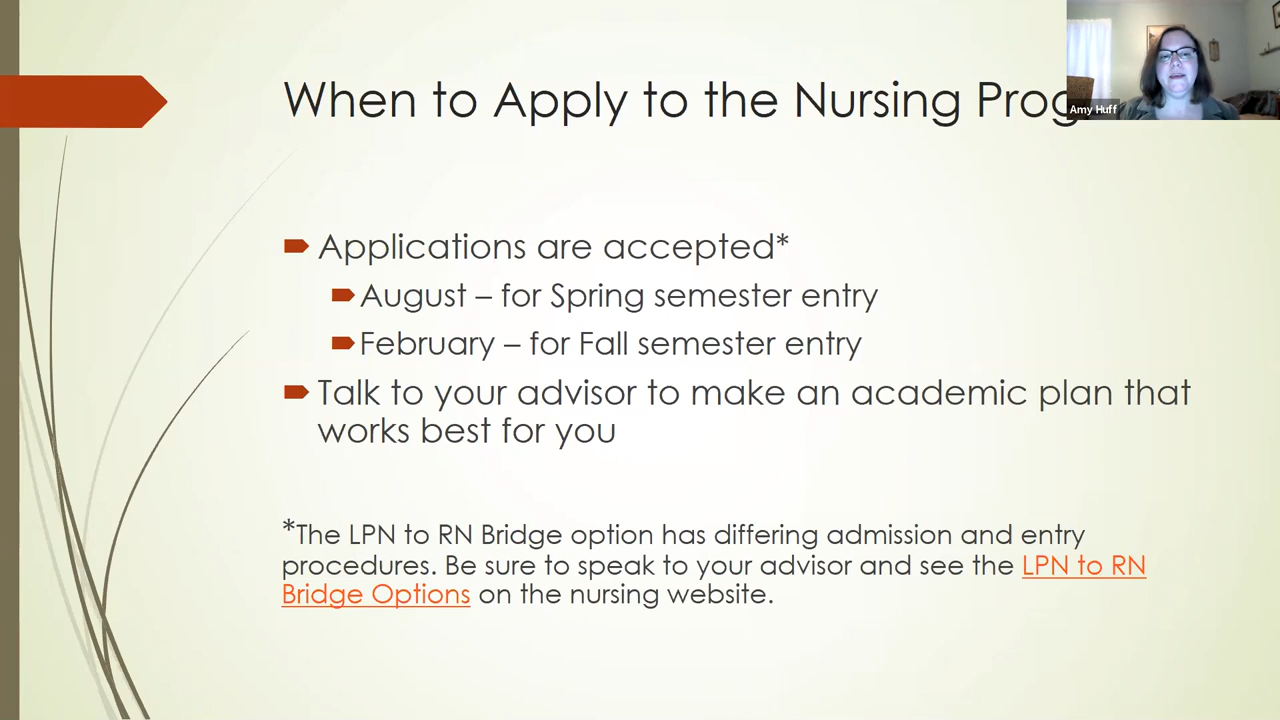 When to Apply to the Nursing
Amy Huff
Applications are accepted*
August – for Spring semester entry
February – for Fall semester entry
Talk to your advisor to make an academic plan that
works best for you
*The LPN to RN Bridge option has differing admission and entry
procedures. Be sure to speak to your advisor and see the LPN to RN
Bridge Options on the nursing website.